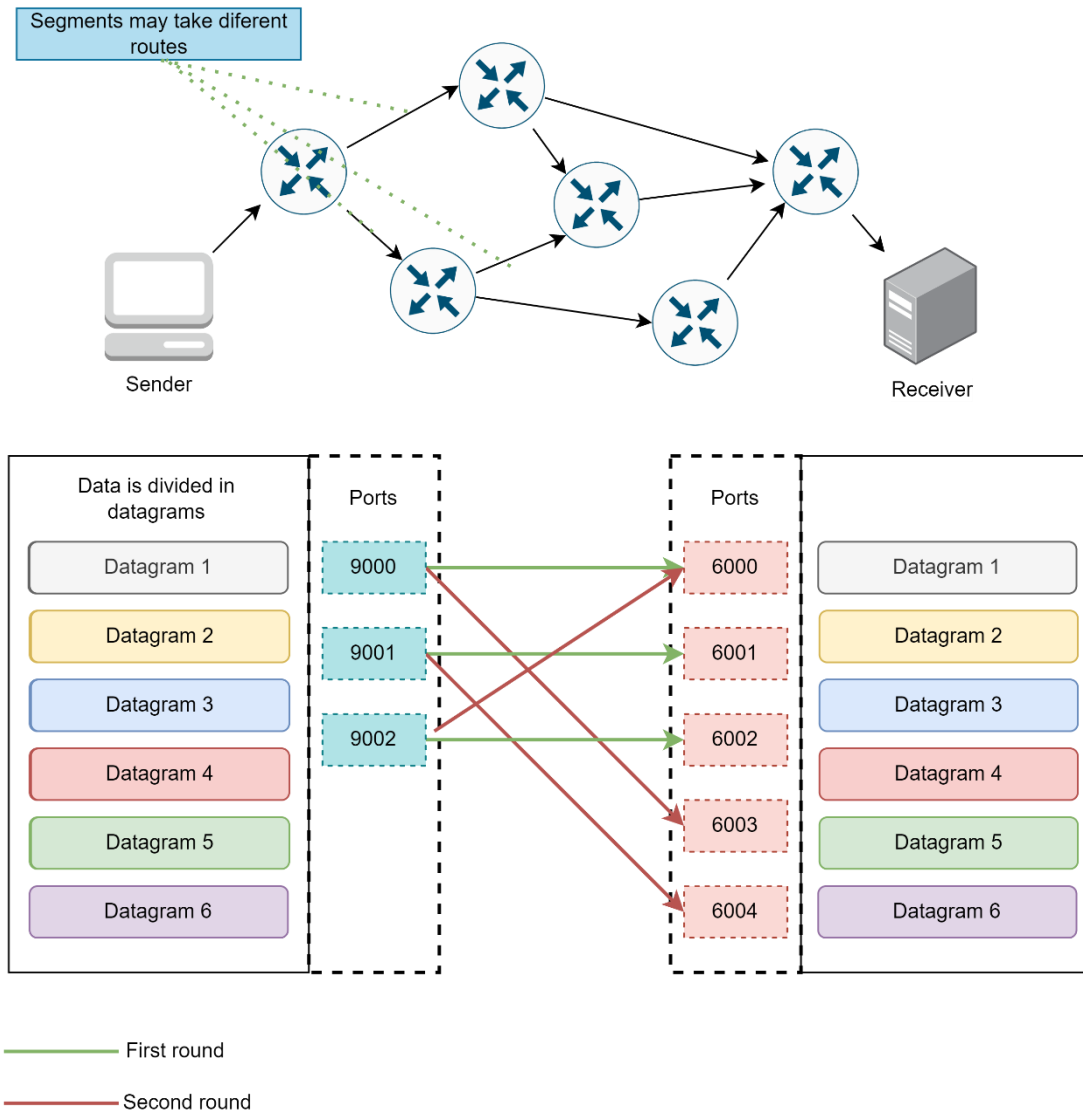 Segments may take diferent
routes
Sender
Receiver
Data is divided in
datagrams
Ports
Ports
Datagram 1
9000
6000
Datagram 1
Datagram 2
9001
6001
Datagram 2
Datagram 3
9002
6002
Datagram 3
Datagram 4
6003
Datagram 4
Datagram 5
6004
Datagram 5
Datagram 6
Datagram 6
First round
Second round